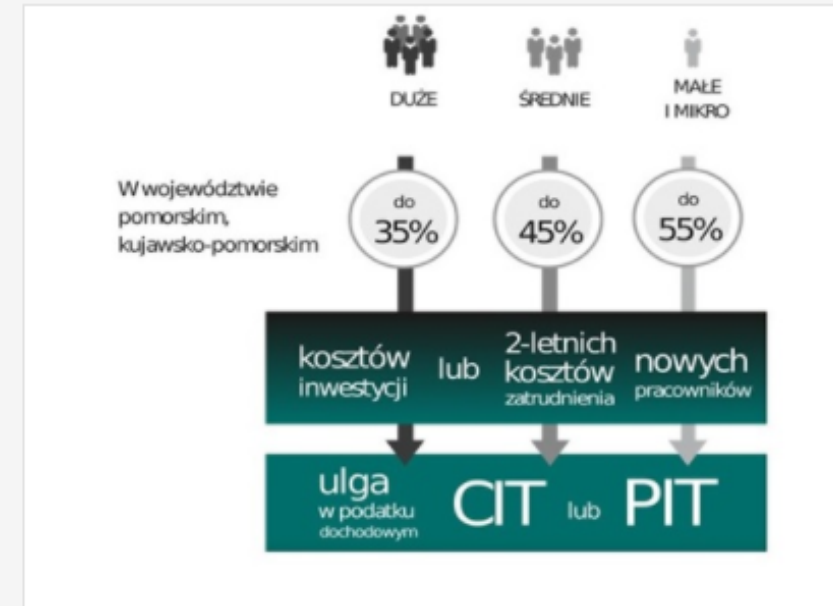 DUŻE
ŚREDNIE
MAŁE
I MIKRO
W województwie
pomorskim,
kujawsko-pomorskim
do
35%
do
45%
do
55%
kosztów
inwestycji
lub
2-letnich
kosztów
zatrudnienia
nowych
pracowników
ulga
w podatku
dochodowym
CIT
lub
PIT